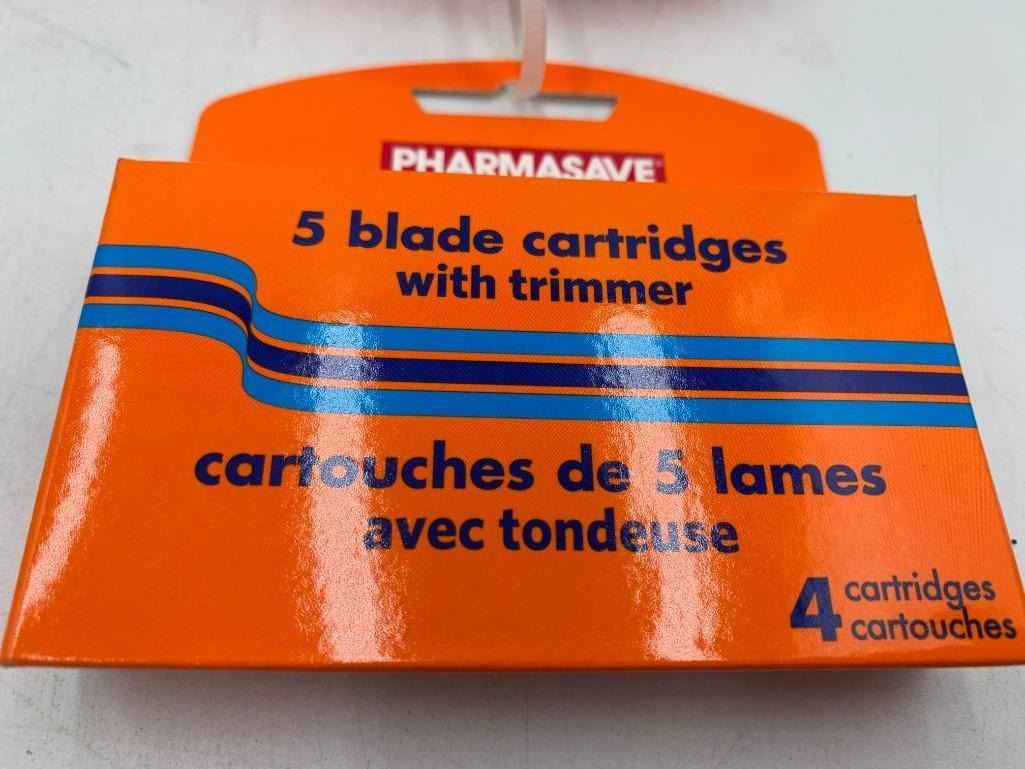 PHARMASAVE
5 blade cartridges
with trimmer
cartouches de 5 lames
avec tondeuse
4 cartridges
cartouches